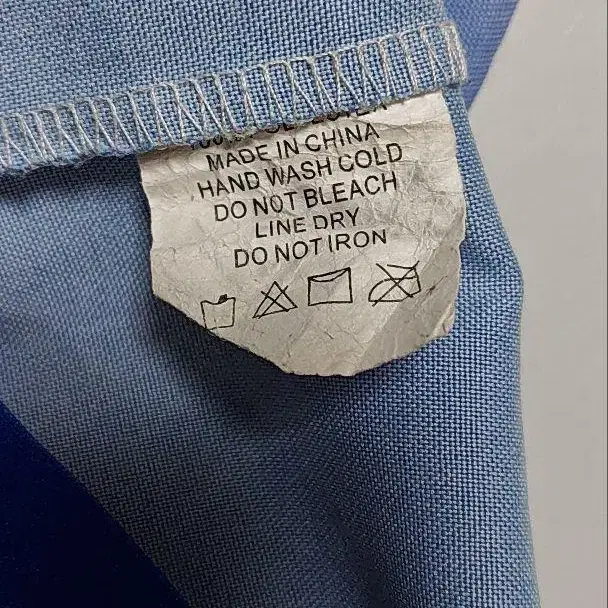 MADE IN CHINA
HAND WASH COLD
DO NOT BLEACH
LINE DRY
DO NOT IRON